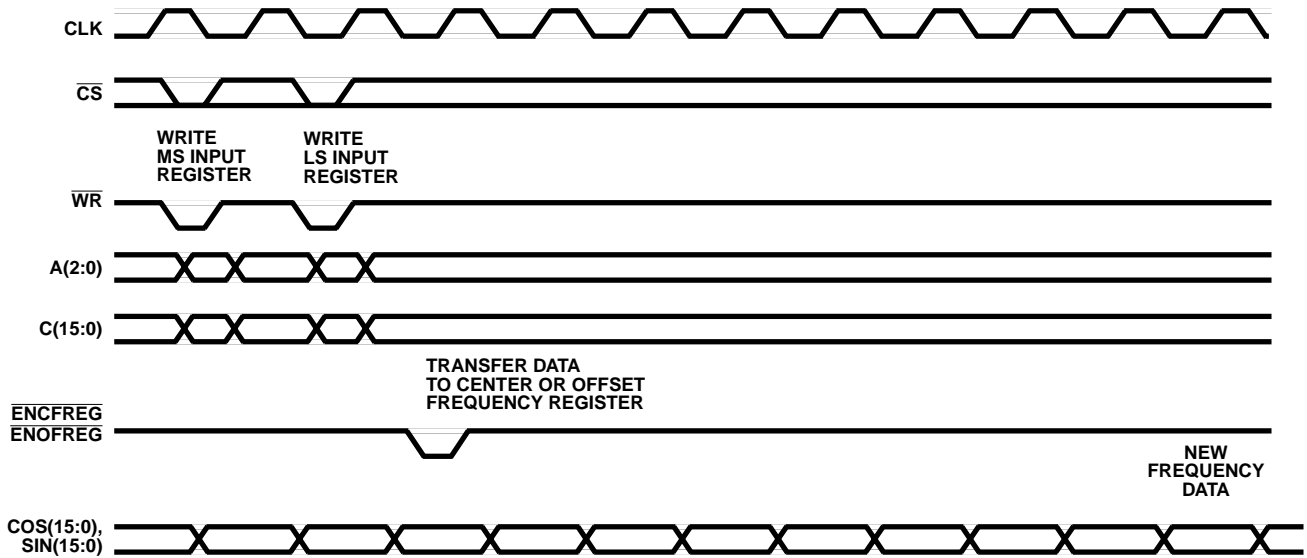 CLK
CS
WRITE
MS INPUT
REGISTER
WRITE
LS INPUT
REGISTER
WR
A(2:0)
C(15:0)
TRANSFER DATA
TO CENTER OR OFFSET
FREQUENCY REGISTER
ENCFREG
ENOFREG
NEW
FREQUENCY
DATA
COS(15:0),
SIN(15:0)